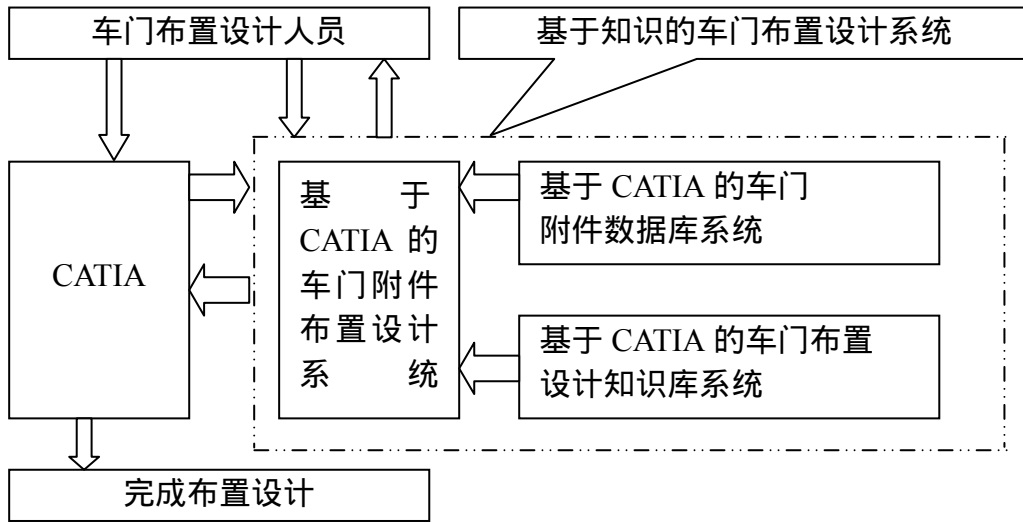 车门布置设计人员
基于知识的车门布置设计系统
CATIA
基于
CATIA 的
车门附件
布置设计
系统
基于 CATIA 的车门
附件数据库系统
基于 CATIA 的车门布置
设计知识库系统
完成布置设计